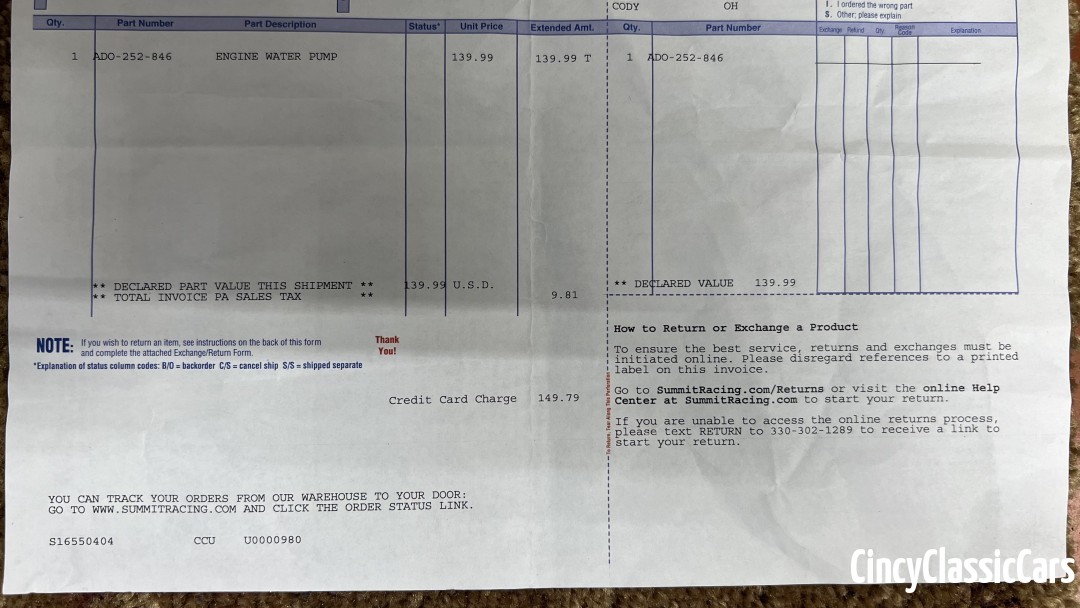 CODY OH
I. I ordered the wrong part
S. Other, please explain
Qty. Part Number Part Description Status* Unit Price Extended Amt. Qty. Part Number Exchange Refund Qty. Reason Code Explanation
1 ADO-252-846 ENGINE WATER PUMP 139.99 139.99 T 1 ADO-252-846
** DECLARED PART VALUE THIS SHIPMENT ** 139.99 U.S.D.
** TOTAL INVOICE PA SALES TAX ** 9.81
** DECLARED VALUE 139.99
NOTE: If you wish to return an item, see instructions on the back of this form
and complete the attached Exchange/Return Form.
Thank
You!
*Explanation of status column codes: B/O = backorder C/S = cancel ship S/S = shipped separate
Credit Card Charge 149.79
To Return, Tear Along This Perforation
How to Return or Exchange a Product
To ensure the best service, returns and exchanges must be
initiated online. Please disregard references to a printed
label on this invoice.
Go to SummitRacing.com/Returns or visit the online Help
Center at SummitRacing.com to start your return.
If you are unable to access the online returns process,
please text RETURN to 330-302-1289 to receive a link to
start your return.
YOU CAN TRACK YOUR ORDERS FROM OUR WAREHOUSE TO YOUR DOOR:
GO TO WWW.SUMMITRACING.COM AND CLICK THE ORDER STATUS LINK.
S16550404 CCU U0000980
CincyClassicCars